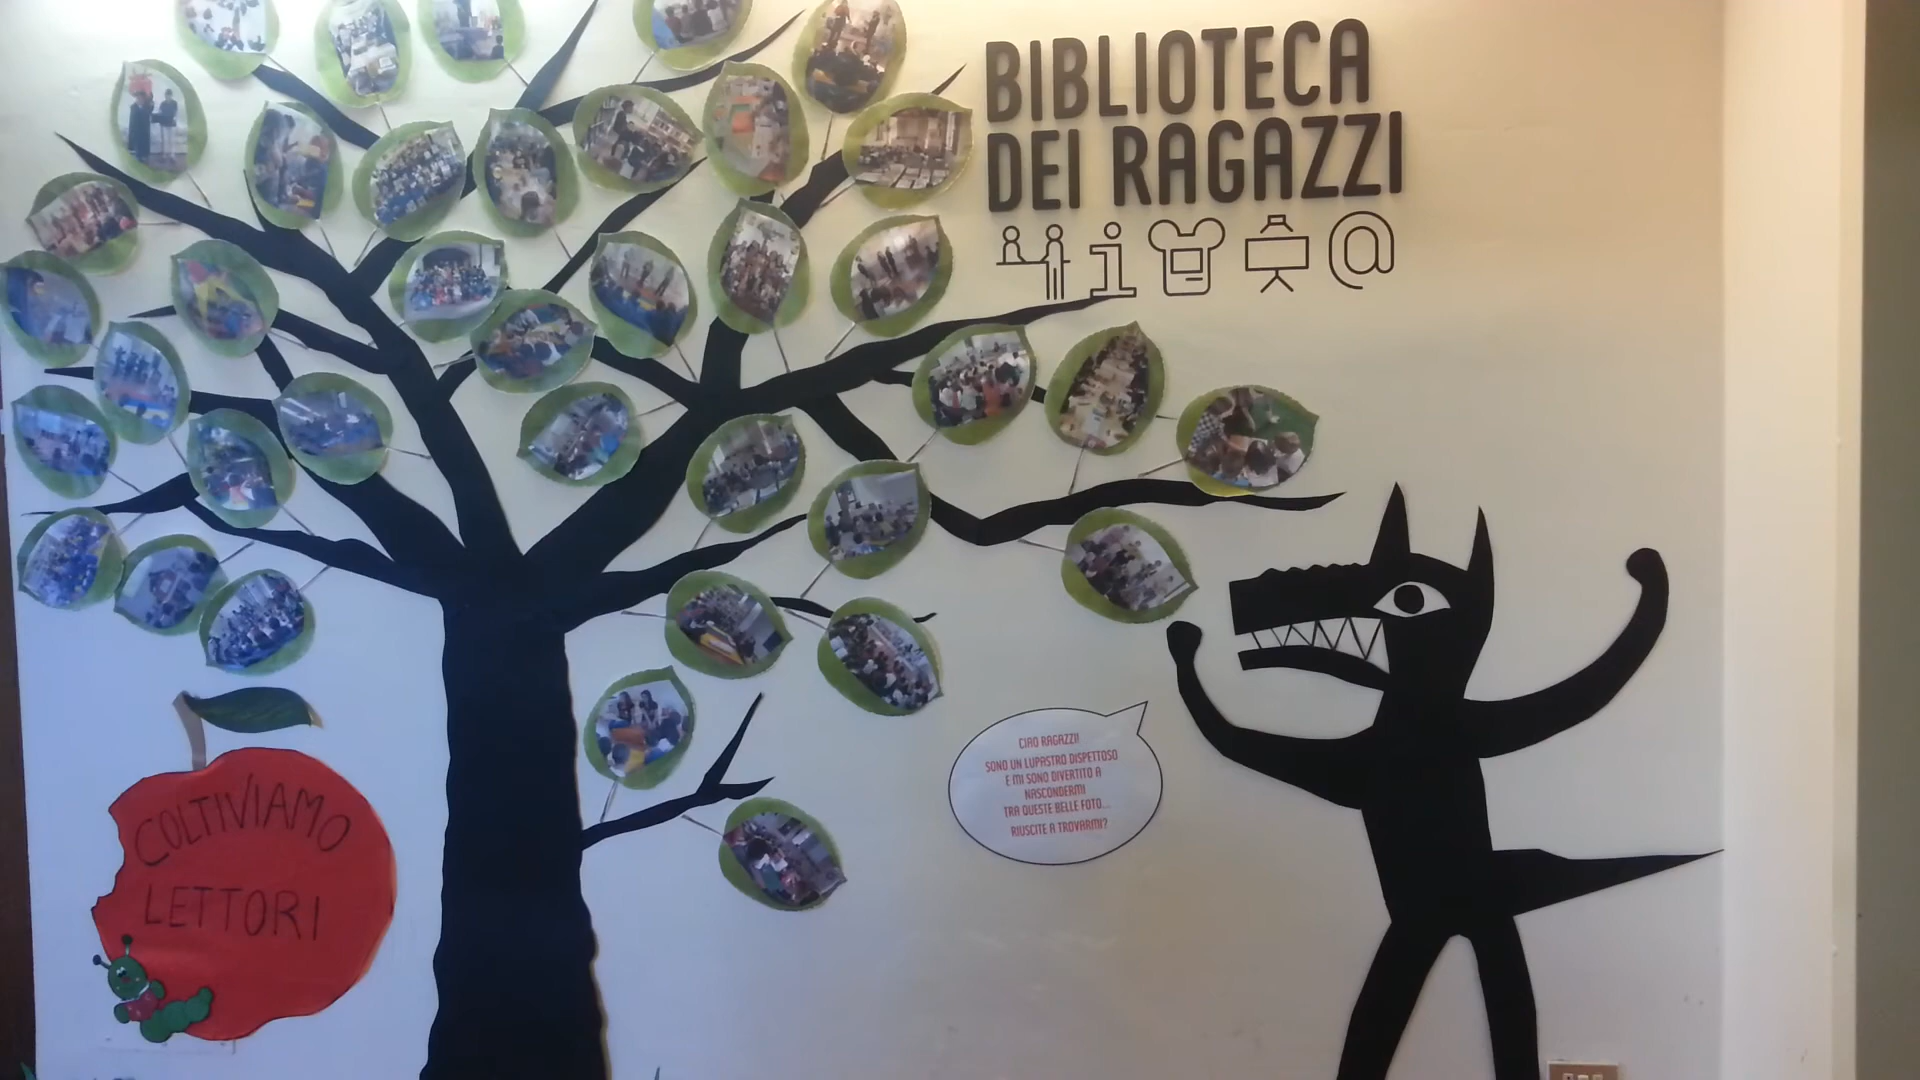 BIBLIOTECA
DEI RAGAZZI
i @
CIAO RAGAZZI!
SONO UN LUPASTRO DISPETTOSO
E MI SONO DIVERTITO A
NASCONDERMI
TRA QUESTE BELLE FOTO...
RIUSCITE A TROVARMI?
COLTIVIAMO
LETTORI